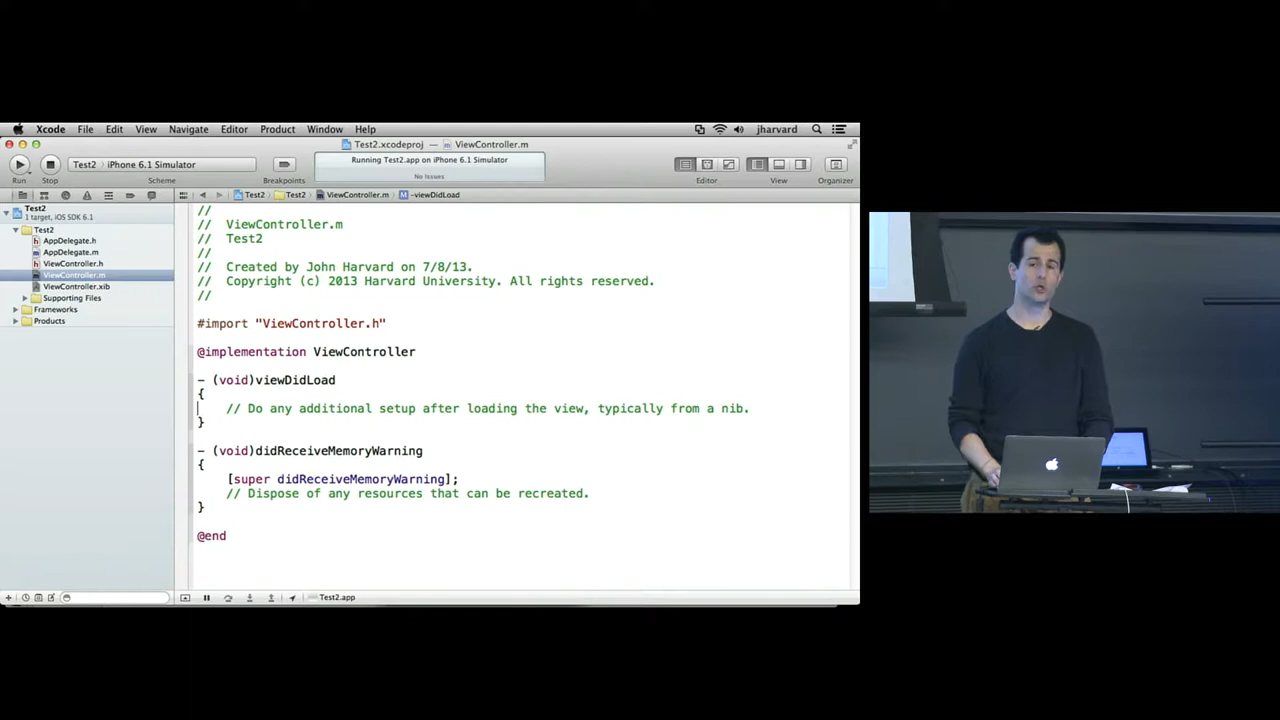 Xcode File Edit View Navigate Editor Product Window Help jharvard
Test2.xcodeproj — ViewController.m
Test2 iPhone 6.1 Simulator
Running Test2.app on iPhone 6.1 Simulator
No Issues
Run Stop Scheme Breakpoints Editor View Organizer
Test2 Test2 ViewController.m -viewDidLoad
Test2
1 target, iOS SDK 6.1
Test2
AppDelegate.h
AppDelegate.m
ViewController.h
ViewController.m
ViewController.xib
Supporting Files
Frameworks
Products
//
// ViewController.m
// Test2
//
// Created by John Harvard on 7/8/13.
// Copyright (c) 2013 Harvard University. All rights reserved.
//
#import "ViewController.h"
@implementation ViewController
- (void)viewDidLoad
{
// Do any additional setup after loading the view, typically from a nib.
}
- (void)didReceiveMemoryWarning
{
[super didReceiveMemoryWarning];
// Dispose of any resources that can be recreated.
}
@end
Test2.app